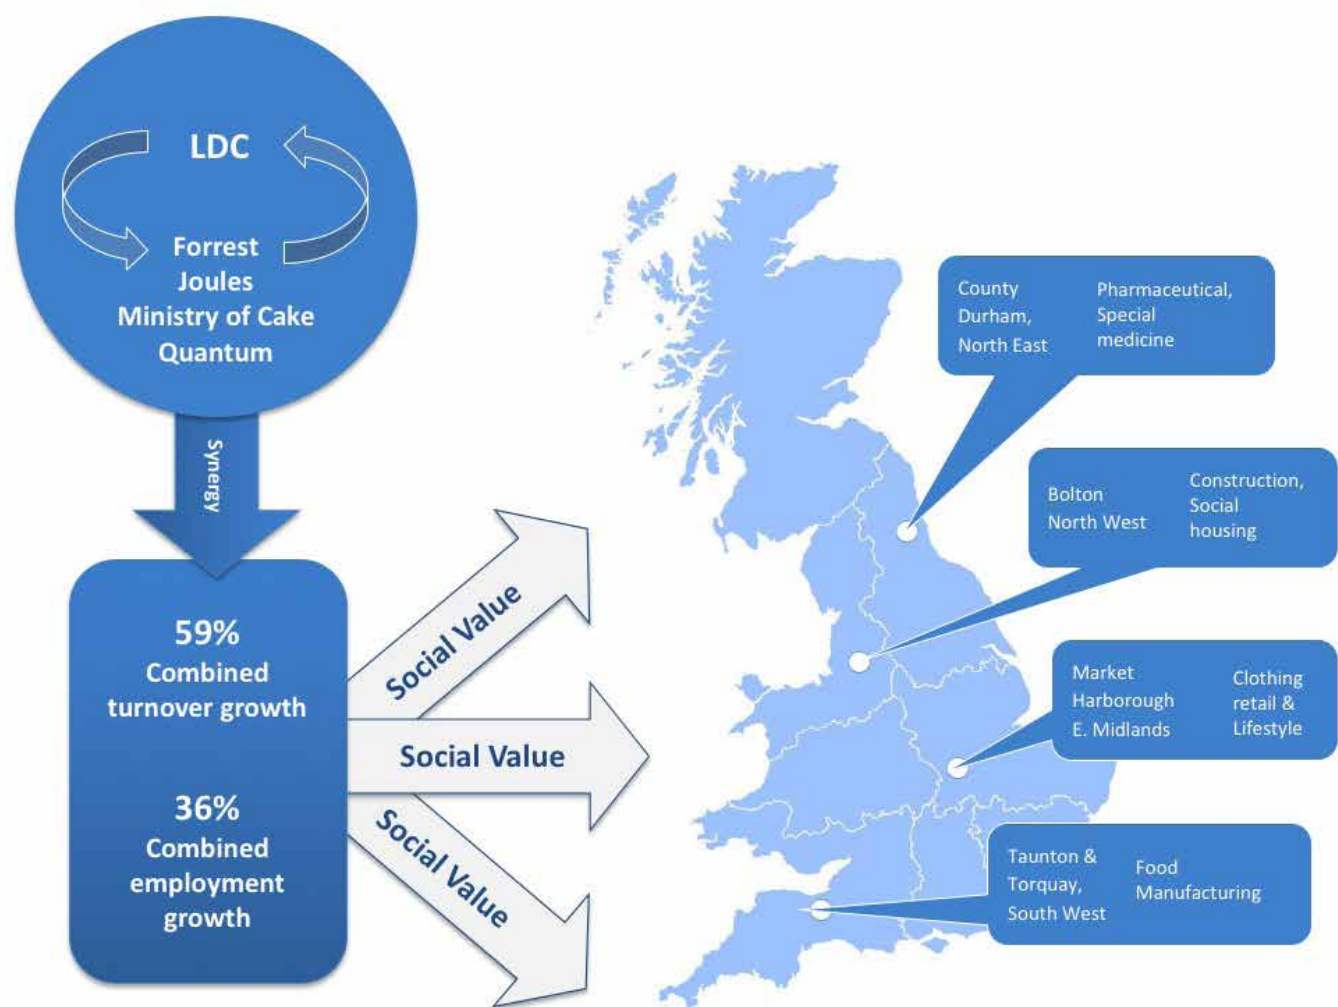 LDC
Forrest
Joules
Ministry of Cake
Quantum
Synergy
59%
Combined
turnover growth
36%
Combined
employment
growth
Social Value
Social Value
Social Value
County
Durham,
North East
Pharmaceutical,
Special
medicine
Bolton
North West
Construction,
Social
housing
Market
Harborough
E. Midlands
Clothing
retail &
Lifestyle
Taunton &
Torquay,
South West
Food
Manufacturing